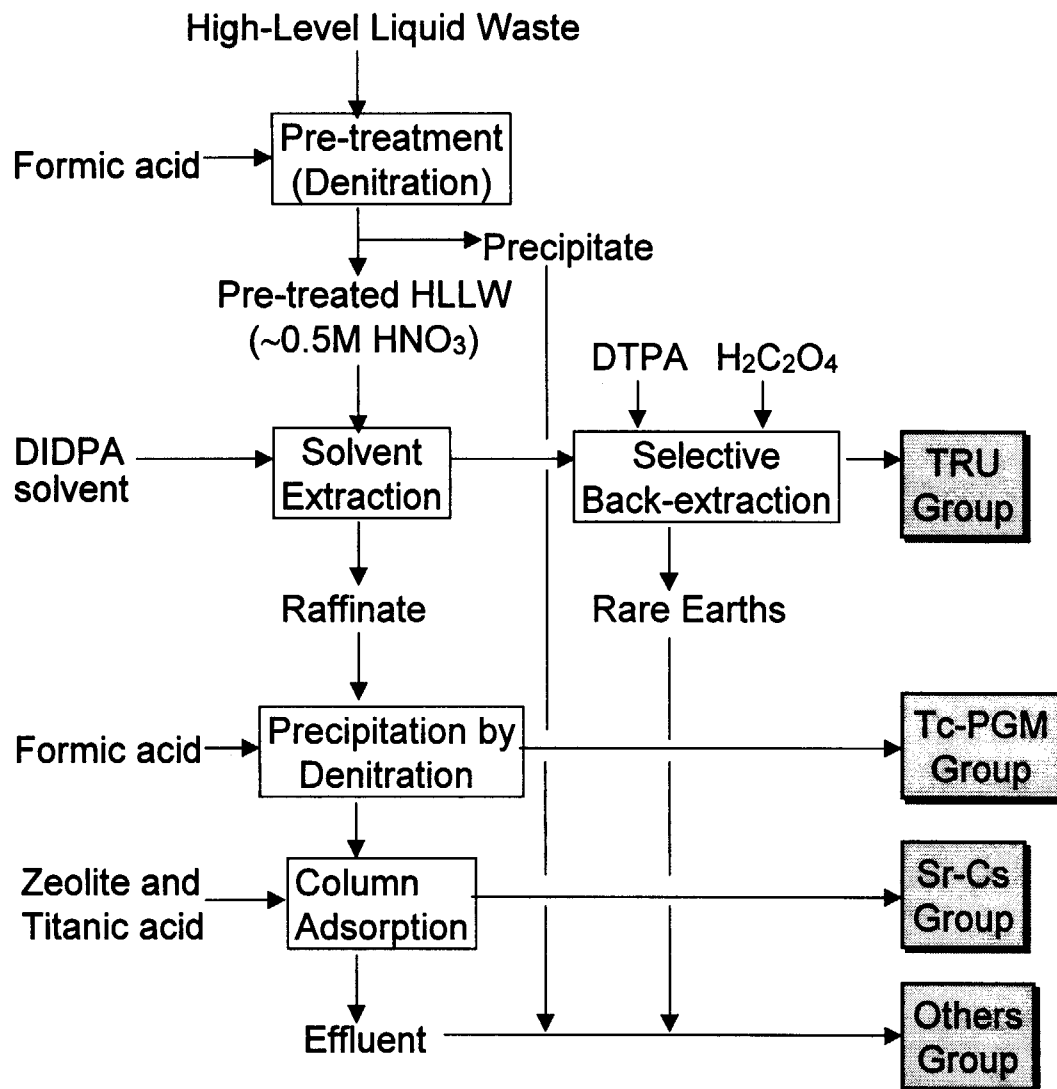 High-Level Liquid Waste
Pre-treatment
(Denitration)
Formic acid
Precipitate
Pre-treated HLLW
(~0.5M HNO₃)
DTPA
H₂C₂O₄
DIDPA
solvent
Solvent
Extraction
Selective
Back-extraction
TRU
Group
Raffinate
Rare Earths
Formic acid
Precipitation by
Denitration
Tc-PGM
Group
Zeolite and
Titanic acid
Column
Adsorption
Sr-Cs
Group
Effluent
Others
Group